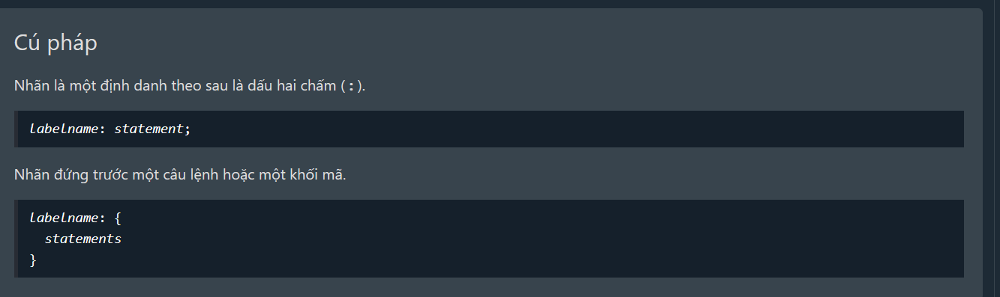 Cú pháp
Nhãn là một định danh theo sau là dấu hai chấm ( : ).
labelname: statement;
Nhãn đứng trước một câu lệnh hoặc một khối mã.
labelname: {
  statements
}